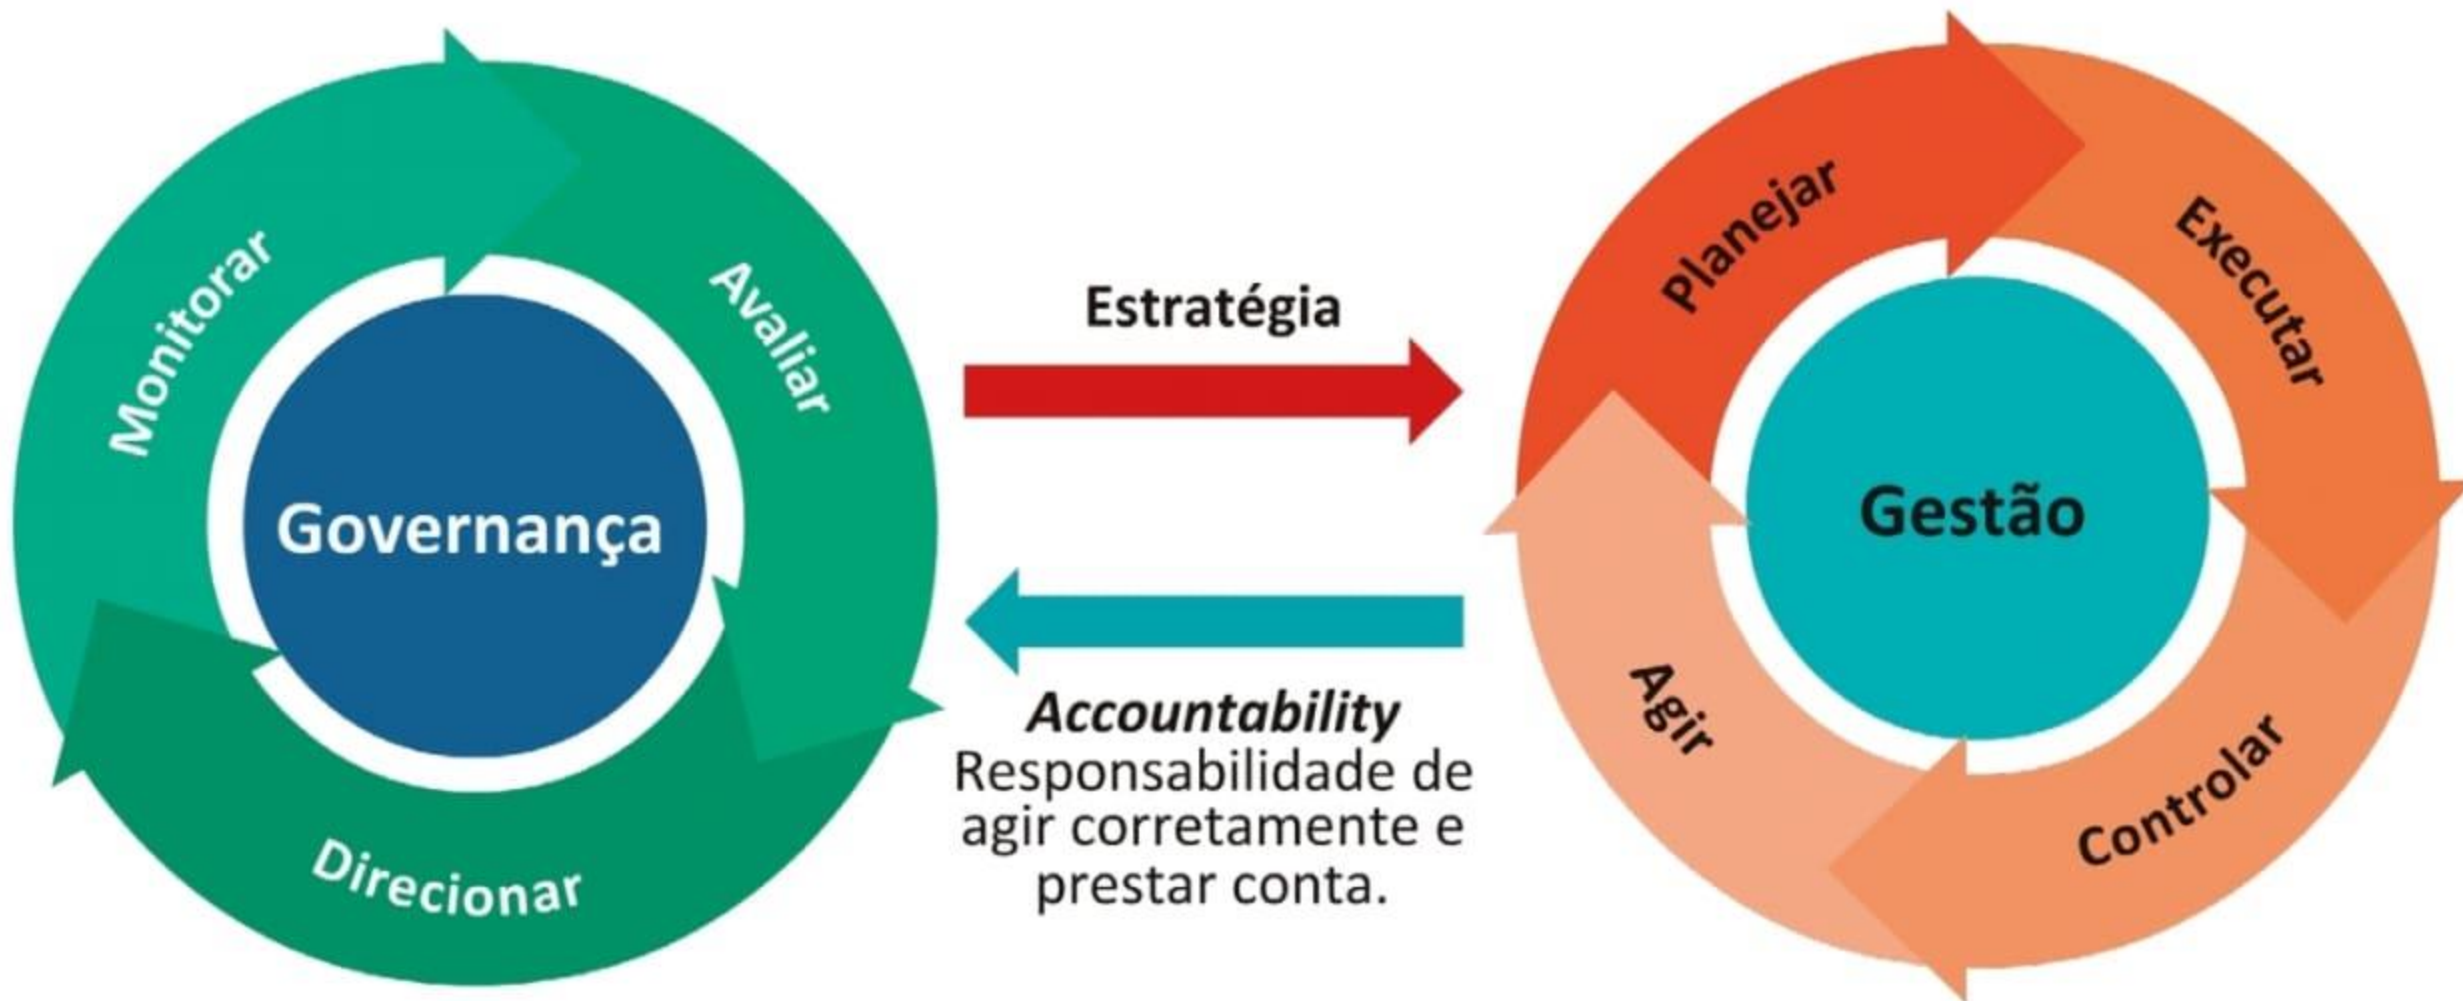 Monitorar
Avaliar
Direcionar
Governança
Estratégia
Accountability
Responsabilidade de
agir corretamente e
prestar conta.
Planejar
Executar
Controlar
Agir
Gestão